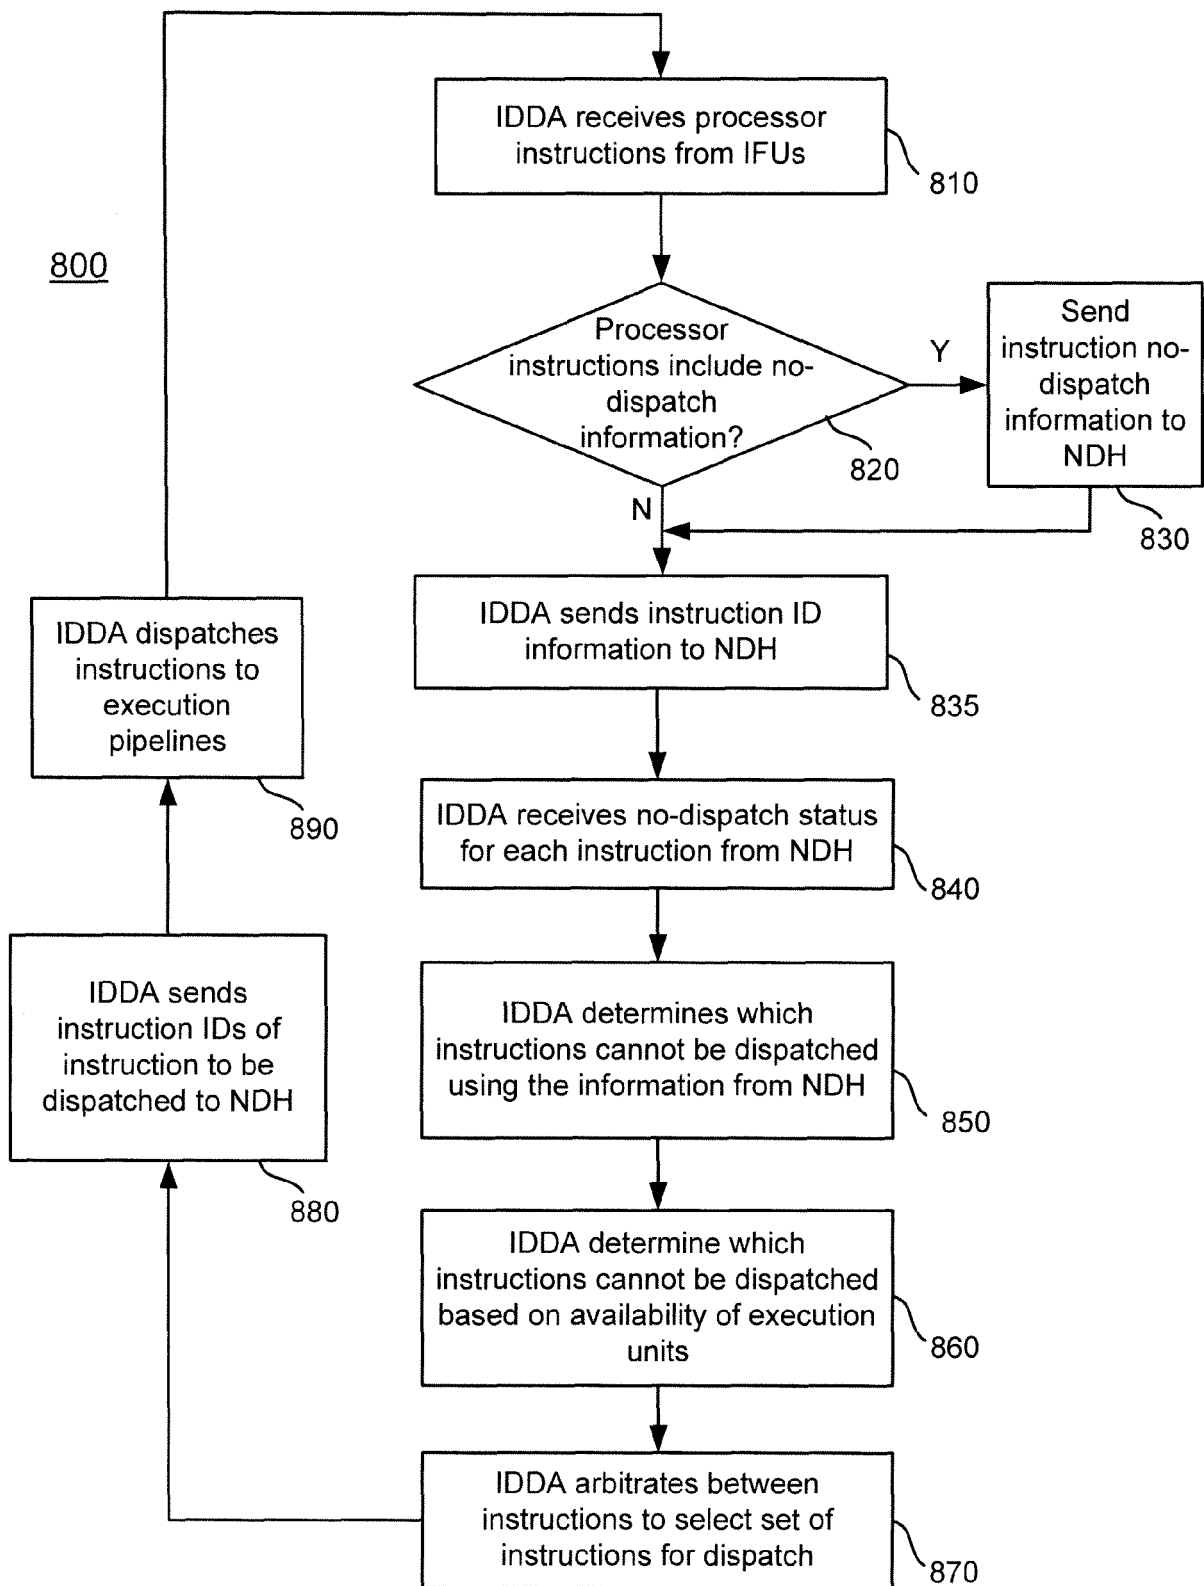 IDDA receives processor
instructions from IFUs
810
800
Processor
instructions include no-
dispatch
information?
820
Y
N
Send
instruction no-
dispatch
information to
NDH
830
IDDA sends instruction ID
information to NDH
835
IDDA receives no-dispatch status
for each instruction from NDH
840
IDDA determines which
instructions cannot be dispatched
using the information from NDH
850
IDDA determine which
instructions cannot be dispatched
based on availability of execution
units
860
IDDA arbitrates between
instructions to select set of
instructions for dispatch
870
IDDA sends
instruction IDs of
instruction to be
dispatched to NDH
880
IDDA dispatches
instructions to
execution
pipelines
890